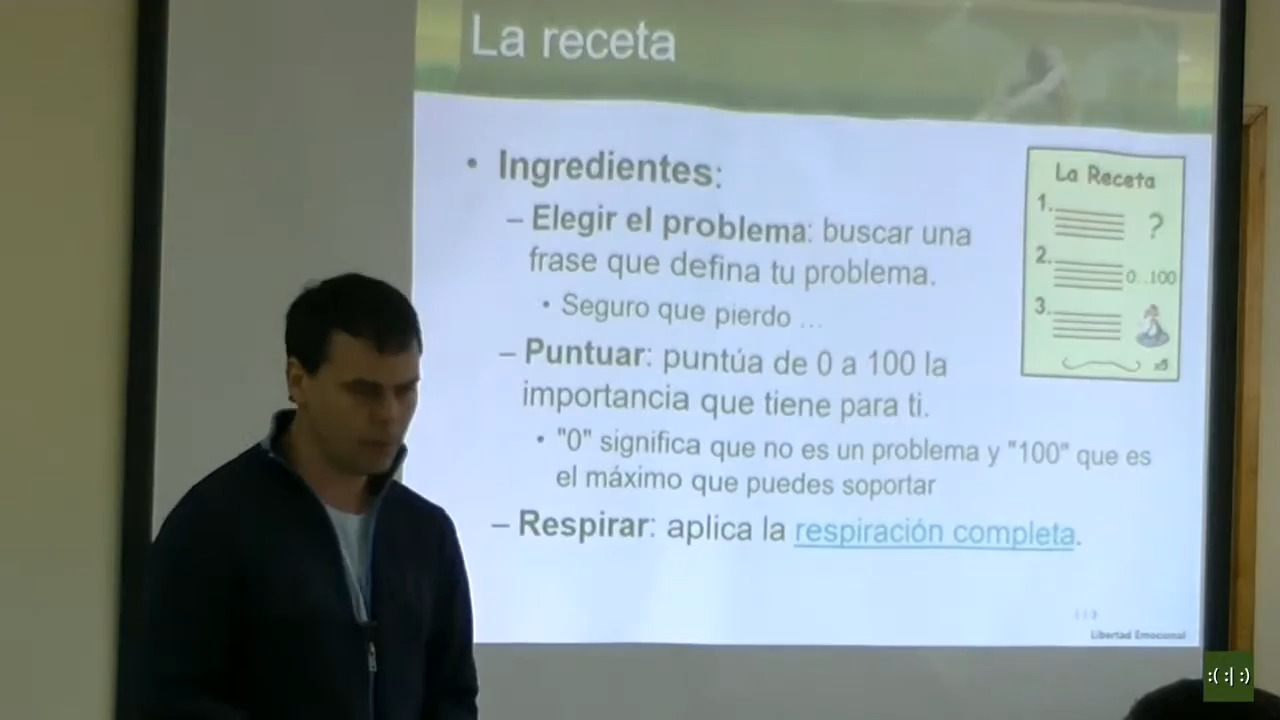 La receta
• Ingredientes:
– Elegir el problema: buscar una
frase que defina tu problema.
• Seguro que pierdo ...
– Puntuar: puntúa de 0 a 100 la
importancia que tiene para ti.
• "0" significa que no es un problema y "100" que es
el máximo que puedes soportar
– Respirar: aplica la respiración completa.
La Receta
1. ?
2. 0..100
3.
x5
Libertad Emocional
:( :| :)